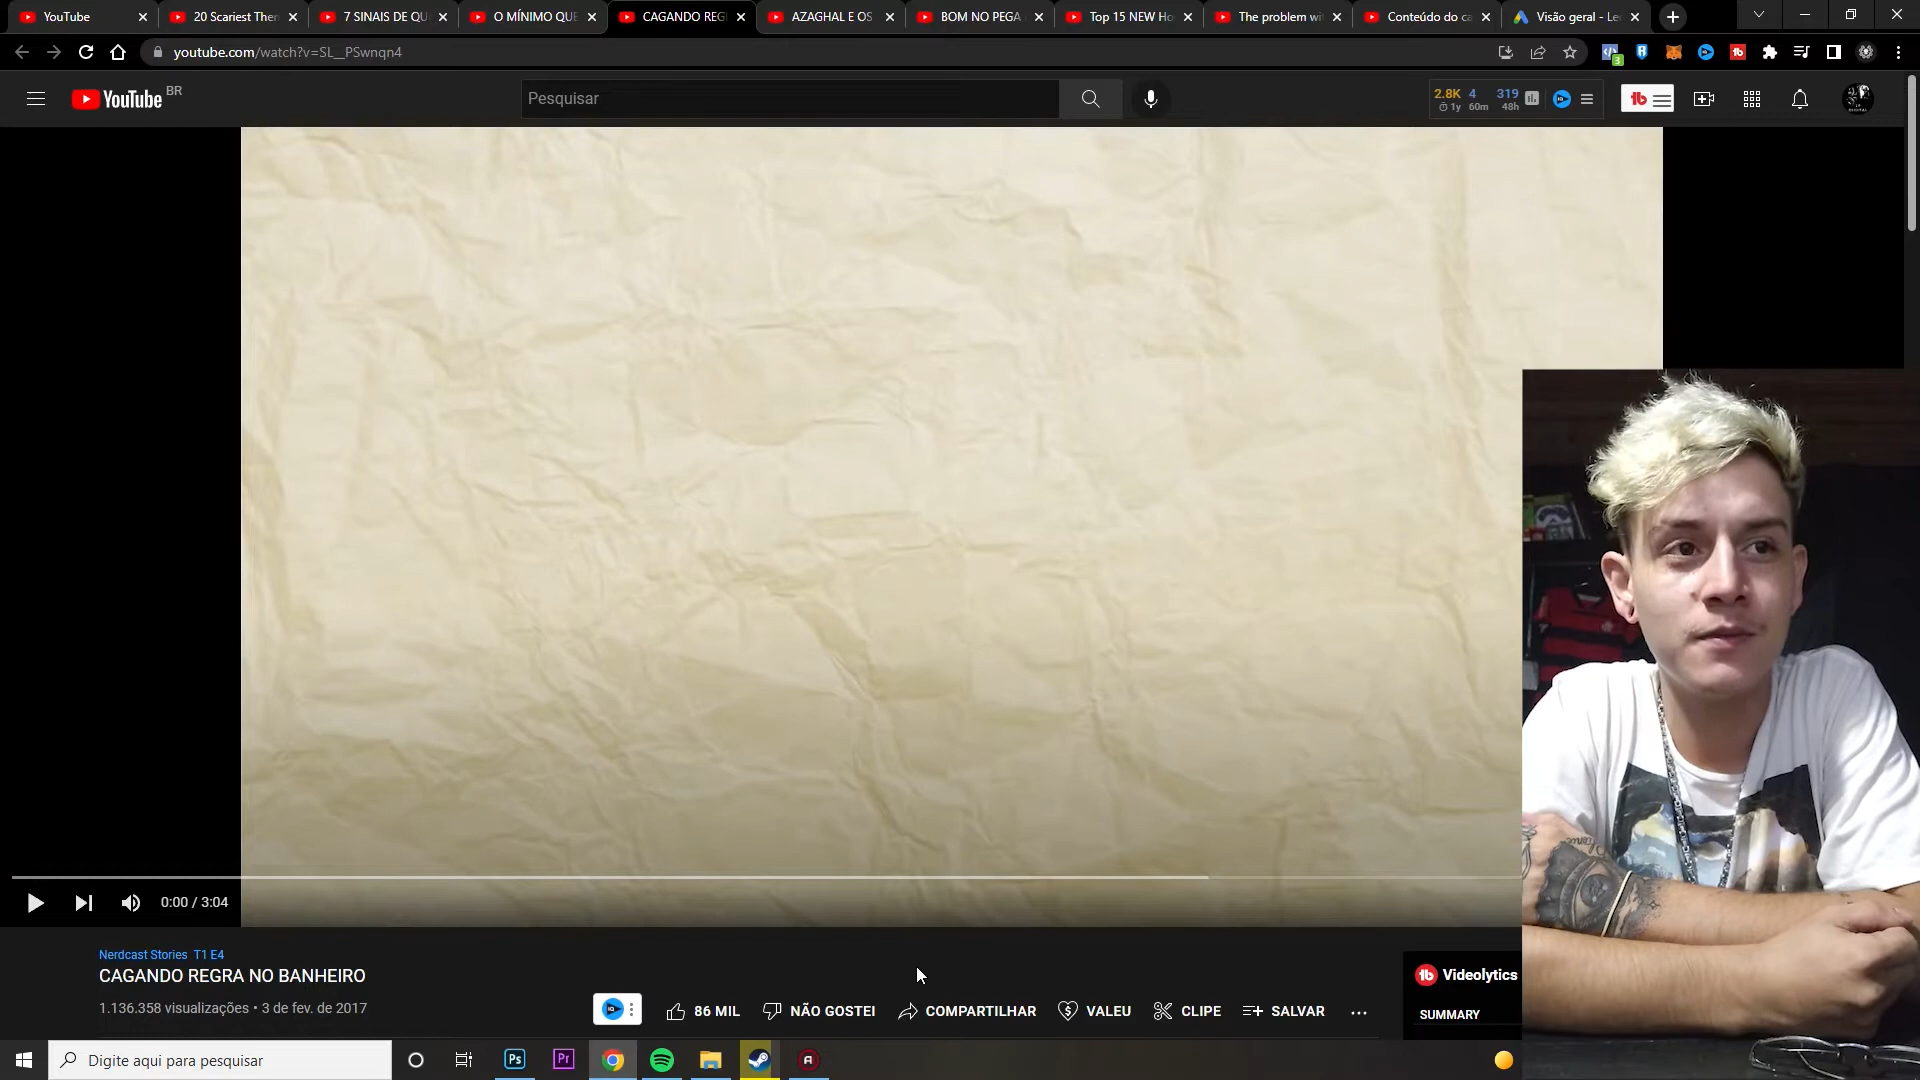 YouTube
20 Scariest Ther
7 SINAIS DE QU
O MÍNIMO QUE
CAGANDO REGI
AZAGHAL E OS
BOM NO PEGA
Top 15 NEW Ho
The problem wi
Conteúdo do ca
Visão geral - Le
youtube.com/watch?v=SL__PSwnqn4
3
YouTube BR
Pesquisar
2.8K 4 319
1y 60m 48h
0:00 / 3:04
Nerdcast Stories T1 E4
CAGANDO REGRA NO BANHEIRO
1.136.358 visualizações • 3 de fev. de 2017
86 MIL
NÃO GOSTEI
COMPARTILHAR
VALEU
CLIPE
SALVAR
Videolytics
SUMMARY
Digite aqui para pesquisar
Ps
Pr